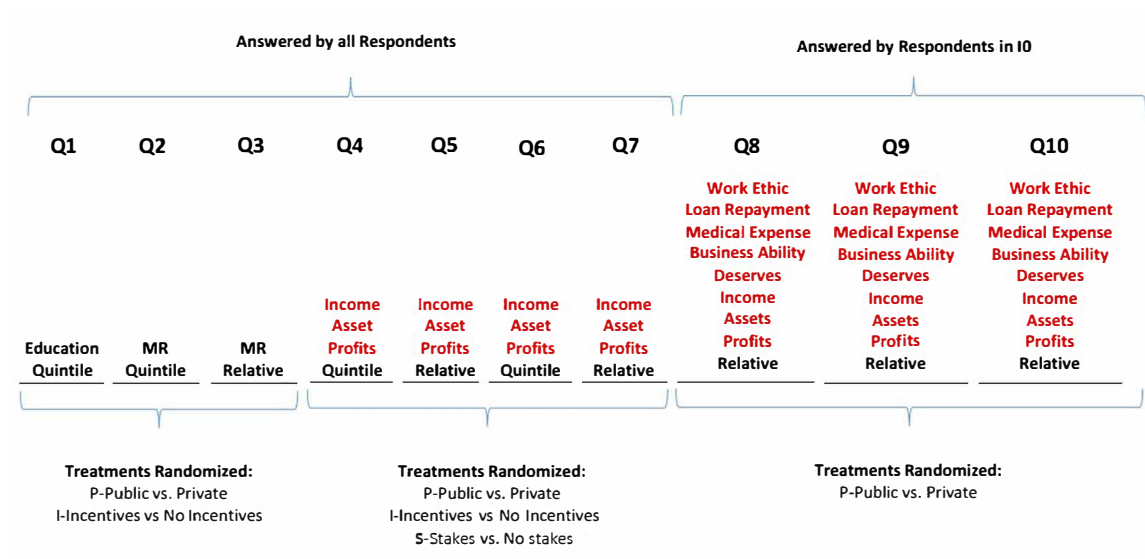 Answered by all Respondents
Answered by Respondents in I0
Q1 Q2 Q3 Q4 Q5 Q6 Q7 Q8 Q9 Q10
Work Ethic Work Ethic Work Ethic
Loan Repayment Loan Repayment Loan Repayment
Medical Expense Medical Expense Medical Expense
Business Ability Business Ability Business Ability
Deserves Deserves Deserves
Income Income Income Income Income Income Income
Asset Asset Asset Asset Assets Assets Assets
Education MR MR Profits Profits Profits Profits Profits Profits Profits
Quintile Quintile Relative Quintile Relative Quintile Relative Relative Relative Relative
Treatments Randomized:
P-Public vs. Private
I-Incentives vs No Incentives
Treatments Randomized:
P-Public vs. Private
I-Incentives vs No Incentives
S-Stakes vs. No stakes
Treatments Randomized:
P-Public vs. Private